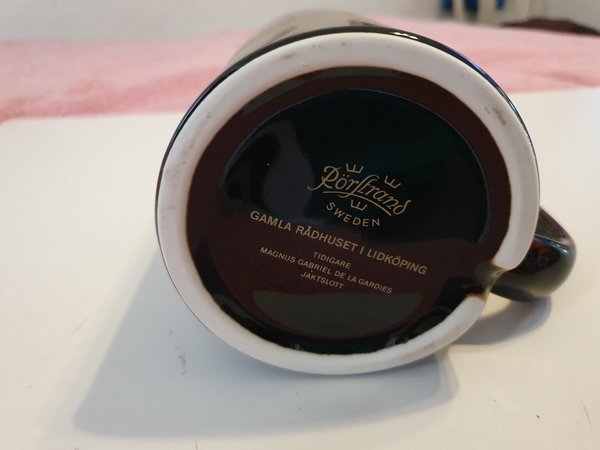 Rörstrand
SWEDEN
GAMLA RÅDHUSET I LIDKÖPING
TIDIGARE
MAGNUS GABRIEL DE LA GARDIES
JAKTSLOTT